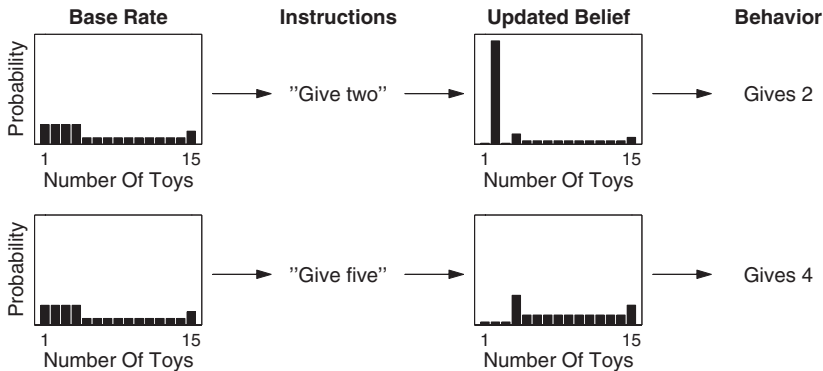 Base Rate Instructions Updated Belief Behavior
Probability
''Give two''
Gives 2
1 15 1 15
Number Of Toys Number Of Toys
Probability
''Give five''
Gives 4
1 15 1 15
Number Of Toys Number Of Toys